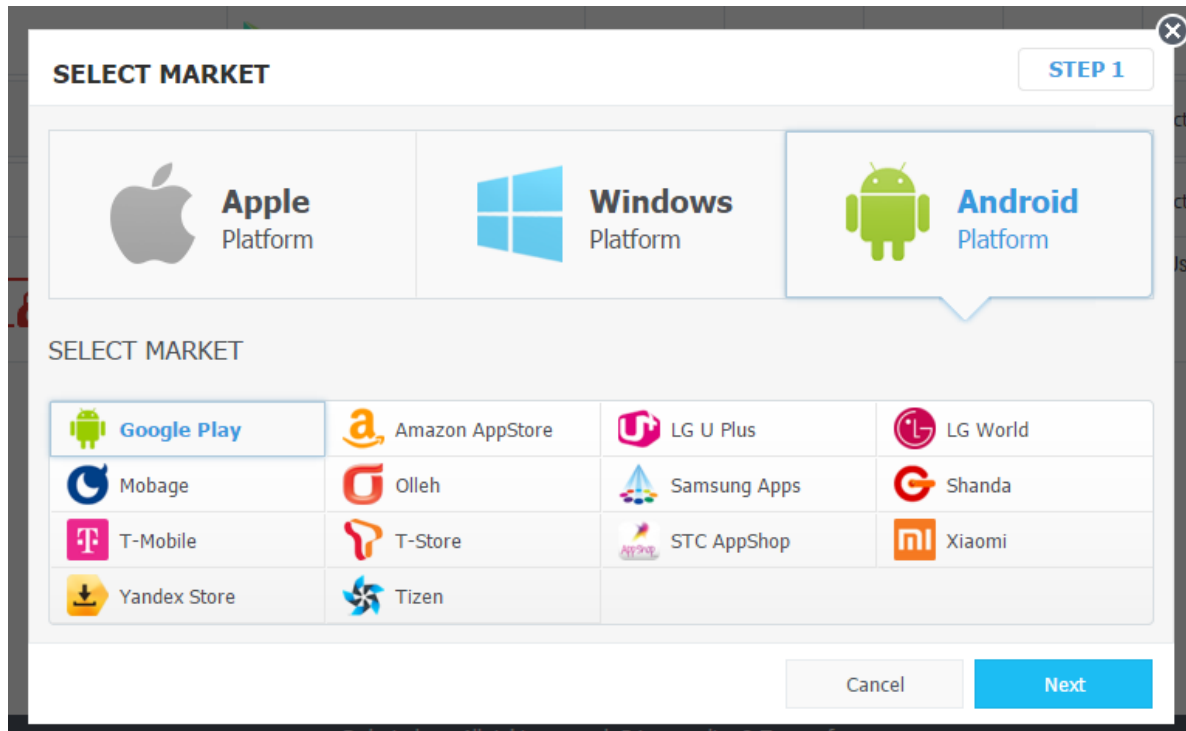 SELECT MARKET
STEP 1
Apple
Platform
Windows
Platform
Android
Platform
SELECT MARKET
Google Play
Amazon AppStore
LG U Plus
LG World
Mobage
Olleh
Samsung Apps
Shanda
T-Mobile
T-Store
AppShop
STC AppShop
Xiaomi
Yandex Store
Tizen
Cancel
Next